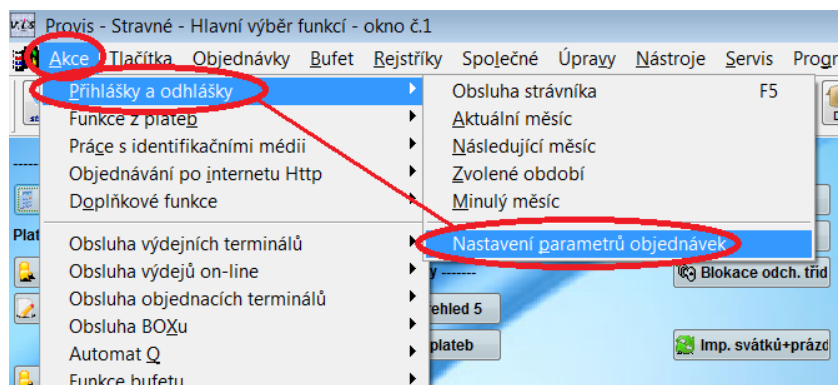 v.i.s Provis - Stravné - Hlavní výběr funkcí - okno č.1
Akce Tlačítka Objednávky Bufet Rejstříky Společné Úpravy Nástroje Servis Progr
Přihlášky a odhlášky
Funkce z plateb
Práce s identifikačními médii
Objednávání po internetu Http
Doplňkové funkce
Obsluha výdejních terminálů
Obsluha výdejů on-line
Obsluha objednacích terminálů
Obsluha BOXu
Automat Q
Funkce bufetu
Obsluha strávníka F5
Aktuální měsíc
Následující měsíc
Zvolené období
Minulý měsíc
Nastavení parametrů objednávek
Plat
y -------
Blokace odch. tříd
ehled 5
plateb
Imp. svátků+prázd